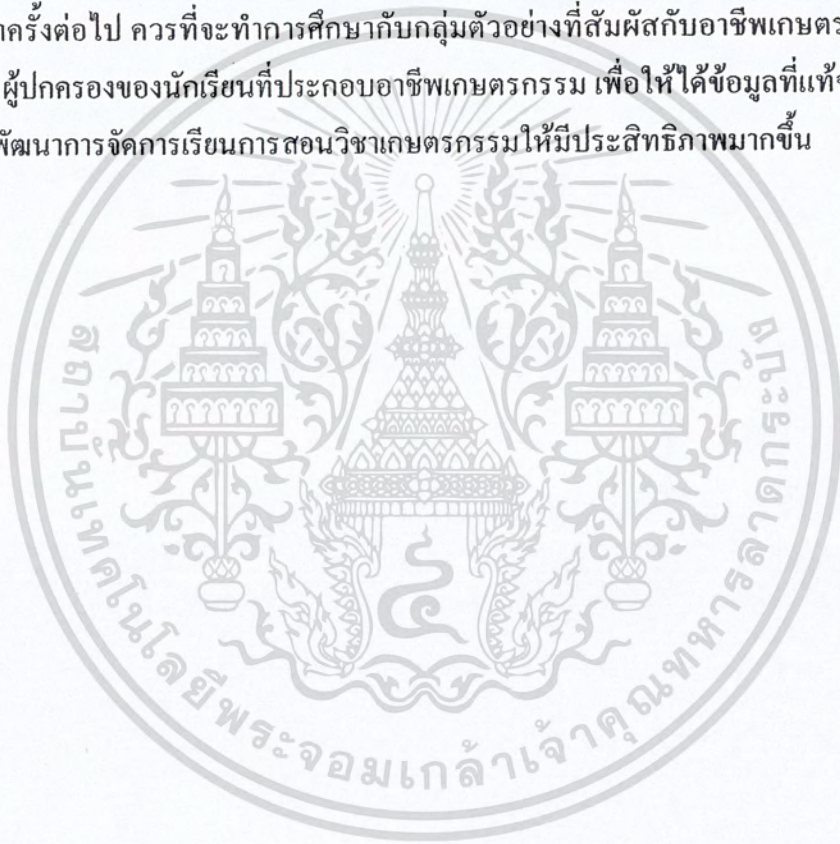 ครั้งต่อไป ควรที่จะทำการศึกษากับกลุ่มตัวอย่างที่สัมผัสกับอาชีพเกษตร
ผู้ปกครองของนักเรียนที่ประกอบอาชีพเกษตรกรรม เพื่อให้ได้ข้อมูลที่แท้
พัฒนาการจัดการเรียนการสอนวิชาเกษตรกรรมให้มีประสิทธิภาพมากขึ้น
สถาบันเทคโนโลยีพระจอมเกล้าเจ้าคุณทหารลาดกระบัง